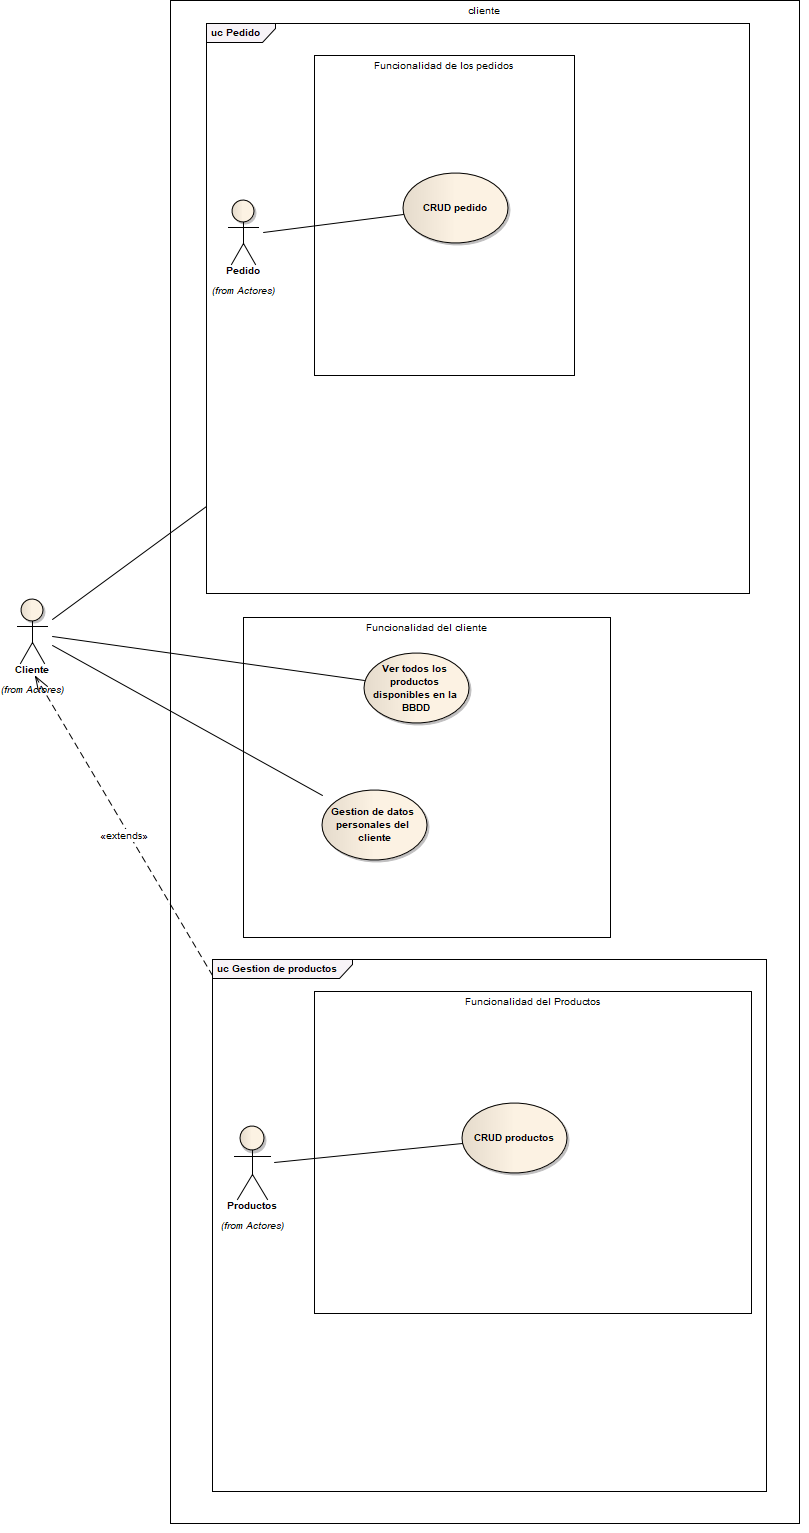 cliente
uc Pedido
Funcionalidad de los pedidos
CRUD pedido
Pedido
(from Actores)
Funcionalidad del cliente
Ver todos los
productos
disponibles en la
BBDD
Cliente
(from Actores)
Gestion de datos
personales del
cliente
«extends»
uc Gestion de productos
Funcionalidad del Productos
CRUD productos
Productos
(from Actores)